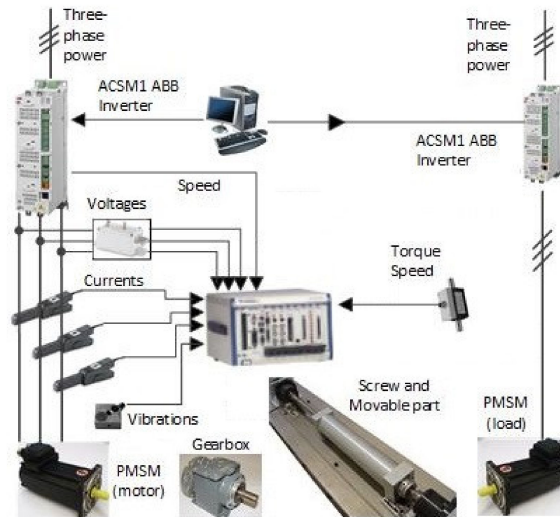 Three-
phase
power
Three-
phase
power
ACSM1 ABB
Inverter
ACSM1 ABB
Inverter
Speed
Voltages
Torque
Speed
Currents
Screw and
Movable part
Vibrations
Gearbox
PMSM
(load)
PMSM
(motor)